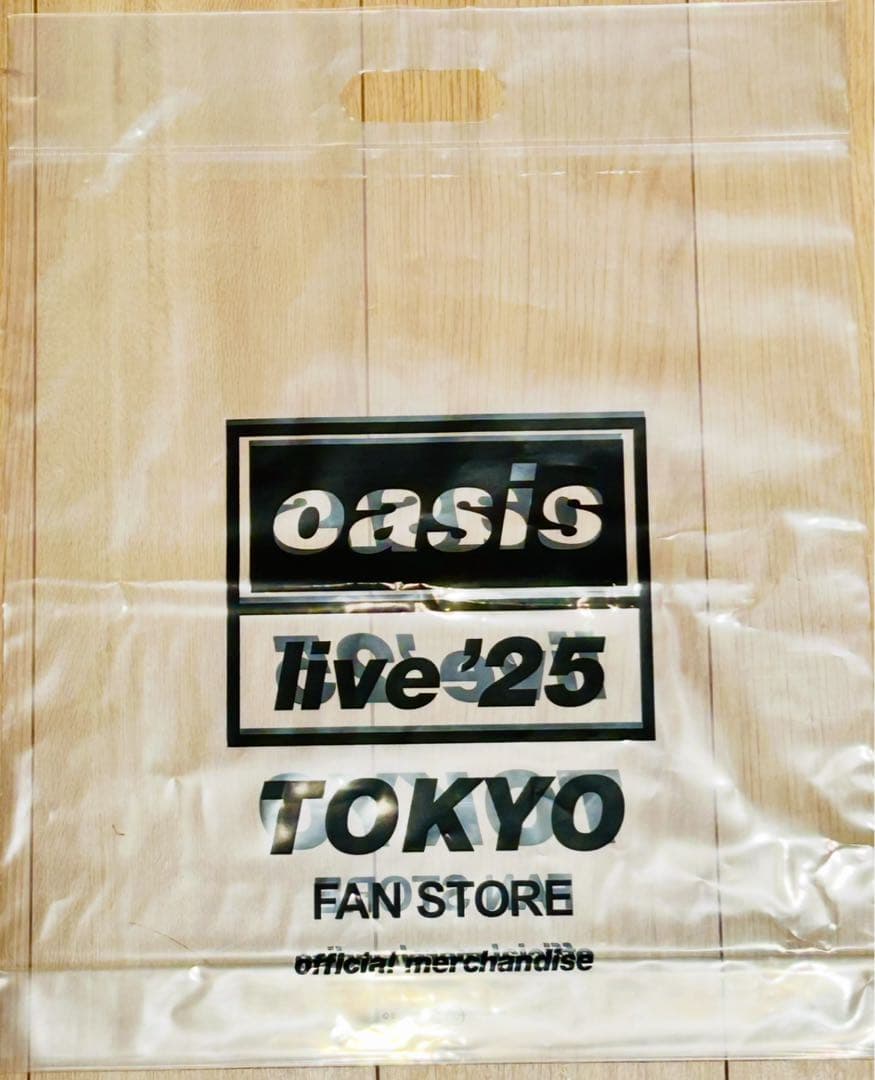 oasis
live '25
TOKYO
FAN STORE
official merchandise